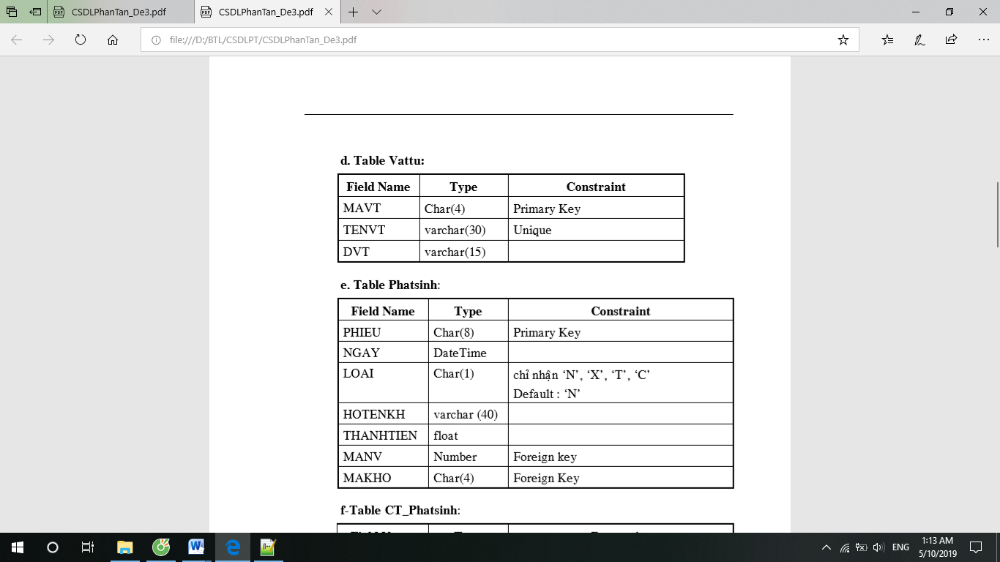 CSDLPhanTan_De3.pdf
CSDLPhanTan_De3.pdf
file:///D:/BTL/CSDLPT/CSDLPhanTan_De3.pdf
d. Table Vattu:
Field Name Type Constraint
MAVT Char(4) Primary Key
TENVT varchar(30) Unique
DVT varchar(15)
e. Table Phatsinh:
Field Name Type Constraint
PHIEU Char(8) Primary Key
NGAY DateTime
LOAI Char(1) chỉ nhận ‘N’, ‘X’, ‘T’, ‘C’
Default : ‘N’
HOTENKH varchar (40)
THANHTIEN float
MANV Number Foreign key
MAKHO Char(4) Foreign Key
f-Table CT_Phatsinh:
ENG
1:13 AM
5/10/2019